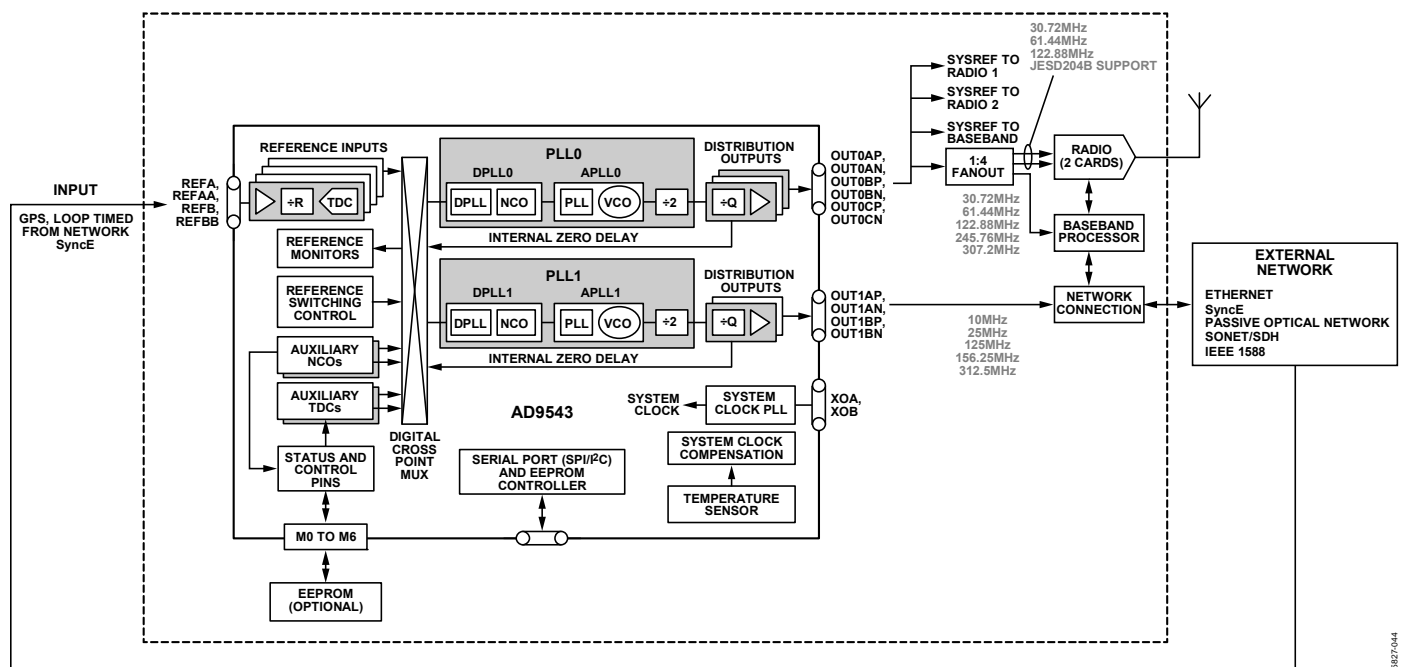 30.72MHz
61.44MHz
122.88MHz
JESD204B SUPPORT
SYSREF TO
RADIO 1
SYSREF TO
RADIO 2
SYSREF TO
BASEBAND
1:4
FANOUT
RADIO
(2 CARDS)
INPUT
GPS, LOOP TIMED
FROM NETWORK
SyncE
REFA,
REFAA,
REFB,
REFBB
REFERENCE INPUTS
÷R
TDC
REFERENCE
MONITORS
REFERENCE
SWITCHING
CONTROL
AUXILIARY
NCOs
AUXILIARY
TDCs
STATUS AND
CONTROL
PINS
M0 TO M6
EEPROM
(OPTIONAL)
DIGITAL
CROSS
POINT
MUX
PLL0
DPLL0
APLL0
DPLL
NCO
PLL
VCO
÷2
DISTRIBUTION
OUTPUTS
÷Q
INTERNAL ZERO DELAY
PLL1
DPLL1
APLL1
DPLL
NCO
PLL
VCO
÷2
DISTRIBUTION
OUTPUTS
÷Q
INTERNAL ZERO DELAY
AD9543
SERIAL PORT (SPI/I²C)
AND EEPROM
CONTROLLER
SYSTEM
CLOCK
SYSTEM
CLOCK PLL
SYSTEM CLOCK
COMPENSATION
TEMPERATURE
SENSOR
OUT0AP,
OUT0AN,
OUT0BP,
OUT0BN,
OUT0CP,
OUT0CN
OUT1AP,
OUT1AN,
OUT1BP,
OUT1BN
XOA,
XOB
30.72MHz
61.44MHz
122.88MHz
245.76MHz
307.2MHz
BASEBAND
PROCESSOR
NETWORK
CONNECTION
10MHz
25MHz
125MHz
156.25MHz
312.5MHz
EXTERNAL
NETWORK
ETHERNET
SyncE
PASSIVE OPTICAL NETWORK
SONET/SDH
IEEE 1588